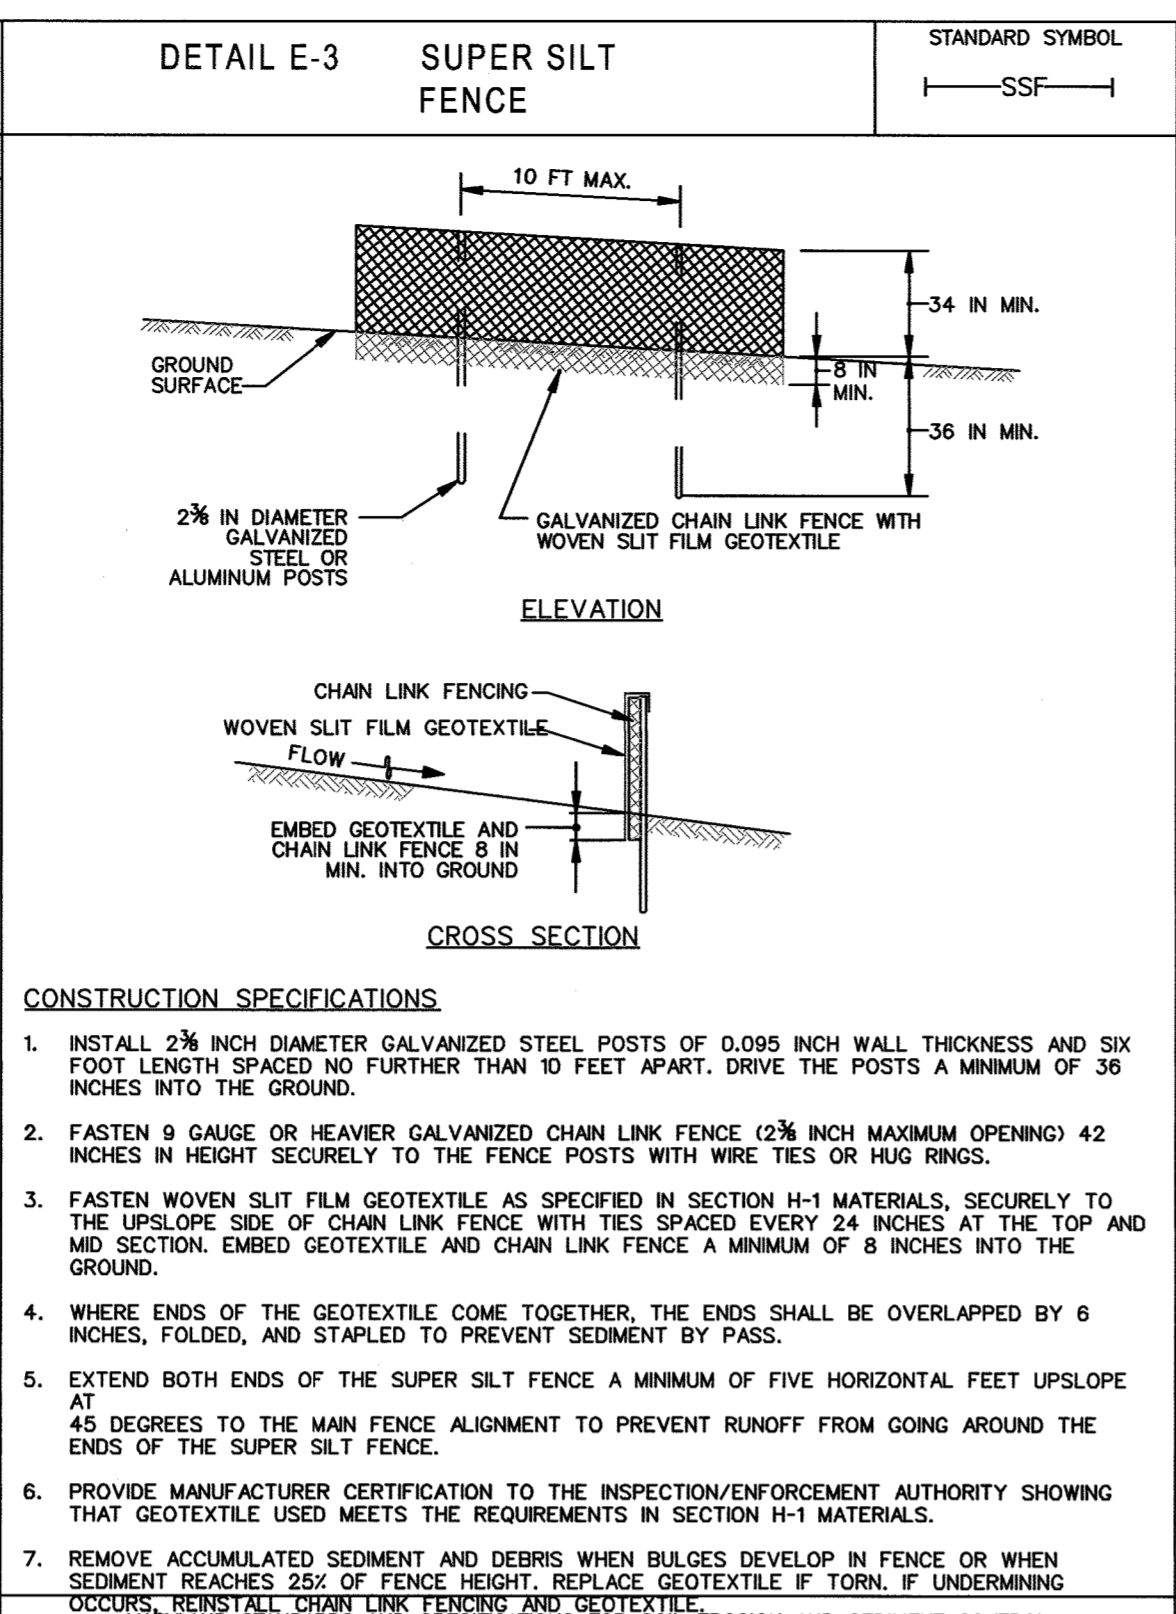 DETAIL E-3 SUPER SILT
FENCE
STANDARD SYMBOL
SSF
10 FT MAX.
34 IN MIN.
GROUND
SURFACE
8 IN
MIN.
36 IN MIN.
2⅜ IN DIAMETER
GALVANIZED
STEEL OR
ALUMINUM POSTS
GALVANIZED CHAIN LINK FENCE WITH
WOVEN SLIT FILM GEOTEXTILE
ELEVATION
CHAIN LINK FENCING
WOVEN SLIT FILM GEOTEXTILE
FLOW
EMBED GEOTEXTILE AND
CHAIN LINK FENCE 8 IN
MIN. INTO GROUND
CROSS SECTION
CONSTRUCTION SPECIFICATIONS
1. INSTALL 2⅜ INCH DIAMETER GALVANIZED STEEL POSTS OF 0.095 INCH WALL THICKNESS AND SIX
FOOT LENGTH SPACED NO FURTHER THAN 10 FEET APART. DRIVE THE POSTS A MINIMUM OF 36
INCHES INTO THE GROUND.
2. FASTEN 9 GAUGE OR HEAVIER GALVANIZED CHAIN LINK FENCE (2⅜ INCH MAXIMUM OPENING) 42
INCHES IN HEIGHT SECURELY TO THE FENCE POSTS WITH WIRE TIES OR HUG RINGS.
3. FASTEN WOVEN SLIT FILM GEOTEXTILE AS SPECIFIED IN SECTION H-1 MATERIALS, SECURELY TO
THE UPSLOPE SIDE OF CHAIN LINK FENCE WITH TIES SPACED EVERY 24 INCHES AT THE TOP AND
MID SECTION. EMBED GEOTEXTILE AND CHAIN LINK FENCE A MINIMUM OF 8 INCHES INTO THE
GROUND.
4. WHERE ENDS OF THE GEOTEXTILE COME TOGETHER, THE ENDS SHALL BE OVERLAPPED BY 6
INCHES, FOLDED, AND STAPLED TO PREVENT SEDIMENT BY PASS.
5. EXTEND BOTH ENDS OF THE SUPER SILT FENCE A MINIMUM OF FIVE HORIZONTAL FEET UPSLOPE
AT
45 DEGREES TO THE MAIN FENCE ALIGNMENT TO PREVENT RUNOFF FROM GOING AROUND THE
ENDS OF THE SUPER SILT FENCE.
6. PROVIDE MANUFACTURER CERTIFICATION TO THE INSPECTION/ENFORCEMENT AUTHORITY SHOWING
THAT GEOTEXTILE USED MEETS THE REQUIREMENTS IN SECTION H-1 MATERIALS.
7. REMOVE ACCUMULATED SEDIMENT AND DEBRIS WHEN BULGES DEVELOP IN FENCE OR WHEN
SEDIMENT REACHES 25% OF FENCE HEIGHT. REPLACE GEOTEXTILE IF TORN. IF UNDERMINING
OCCURS, REINSTALL CHAIN LINK FENCING AND GEOTEXTILE.